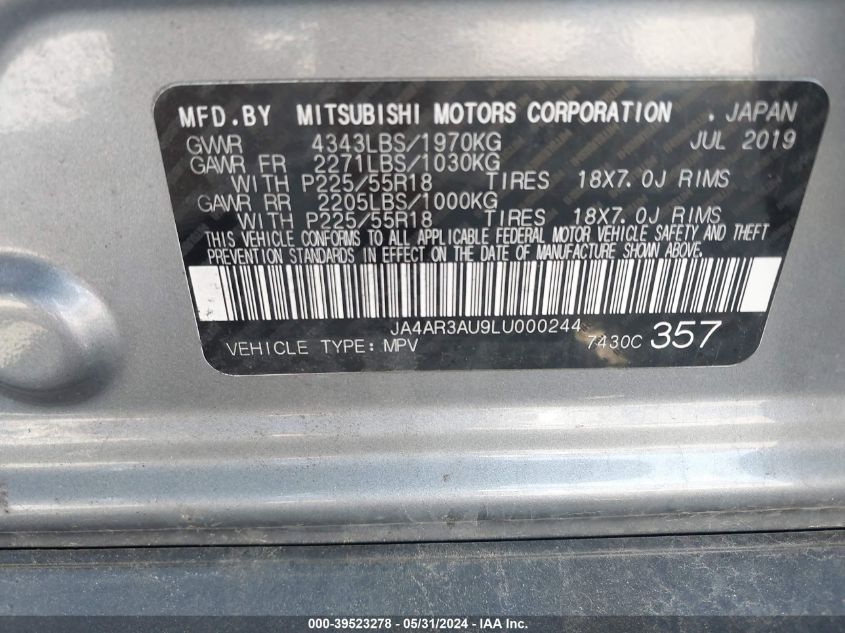 MFD.BY MITSUBISHI MOTORS CORPORATION . JAPAN
GVWR 4343LBS/1970KG JUL 2019
GAWR FR 2271LBS/1030KG
WITH P225/55R18 TIRES 18X7.0J RIMS
GAWR RR 2205LBS/1000KG
WITH P225/55R18 TIRES 18X7.0J RIMS
THIS VEHICLE CONFORMS TO ALL APPLICABLE FEDERAL MOTOR VEHICLE SAFETY AND THEFT
PREVENTION STANDARDS IN EFFECT ON THE DATE OF MANUFACTURE SHOWN ABOVE.
JA4AR3AU9LU000244
VEHICLE TYPE: MPV 7430C 357
000-39523278 - 05/31/2024 - IAA Inc.